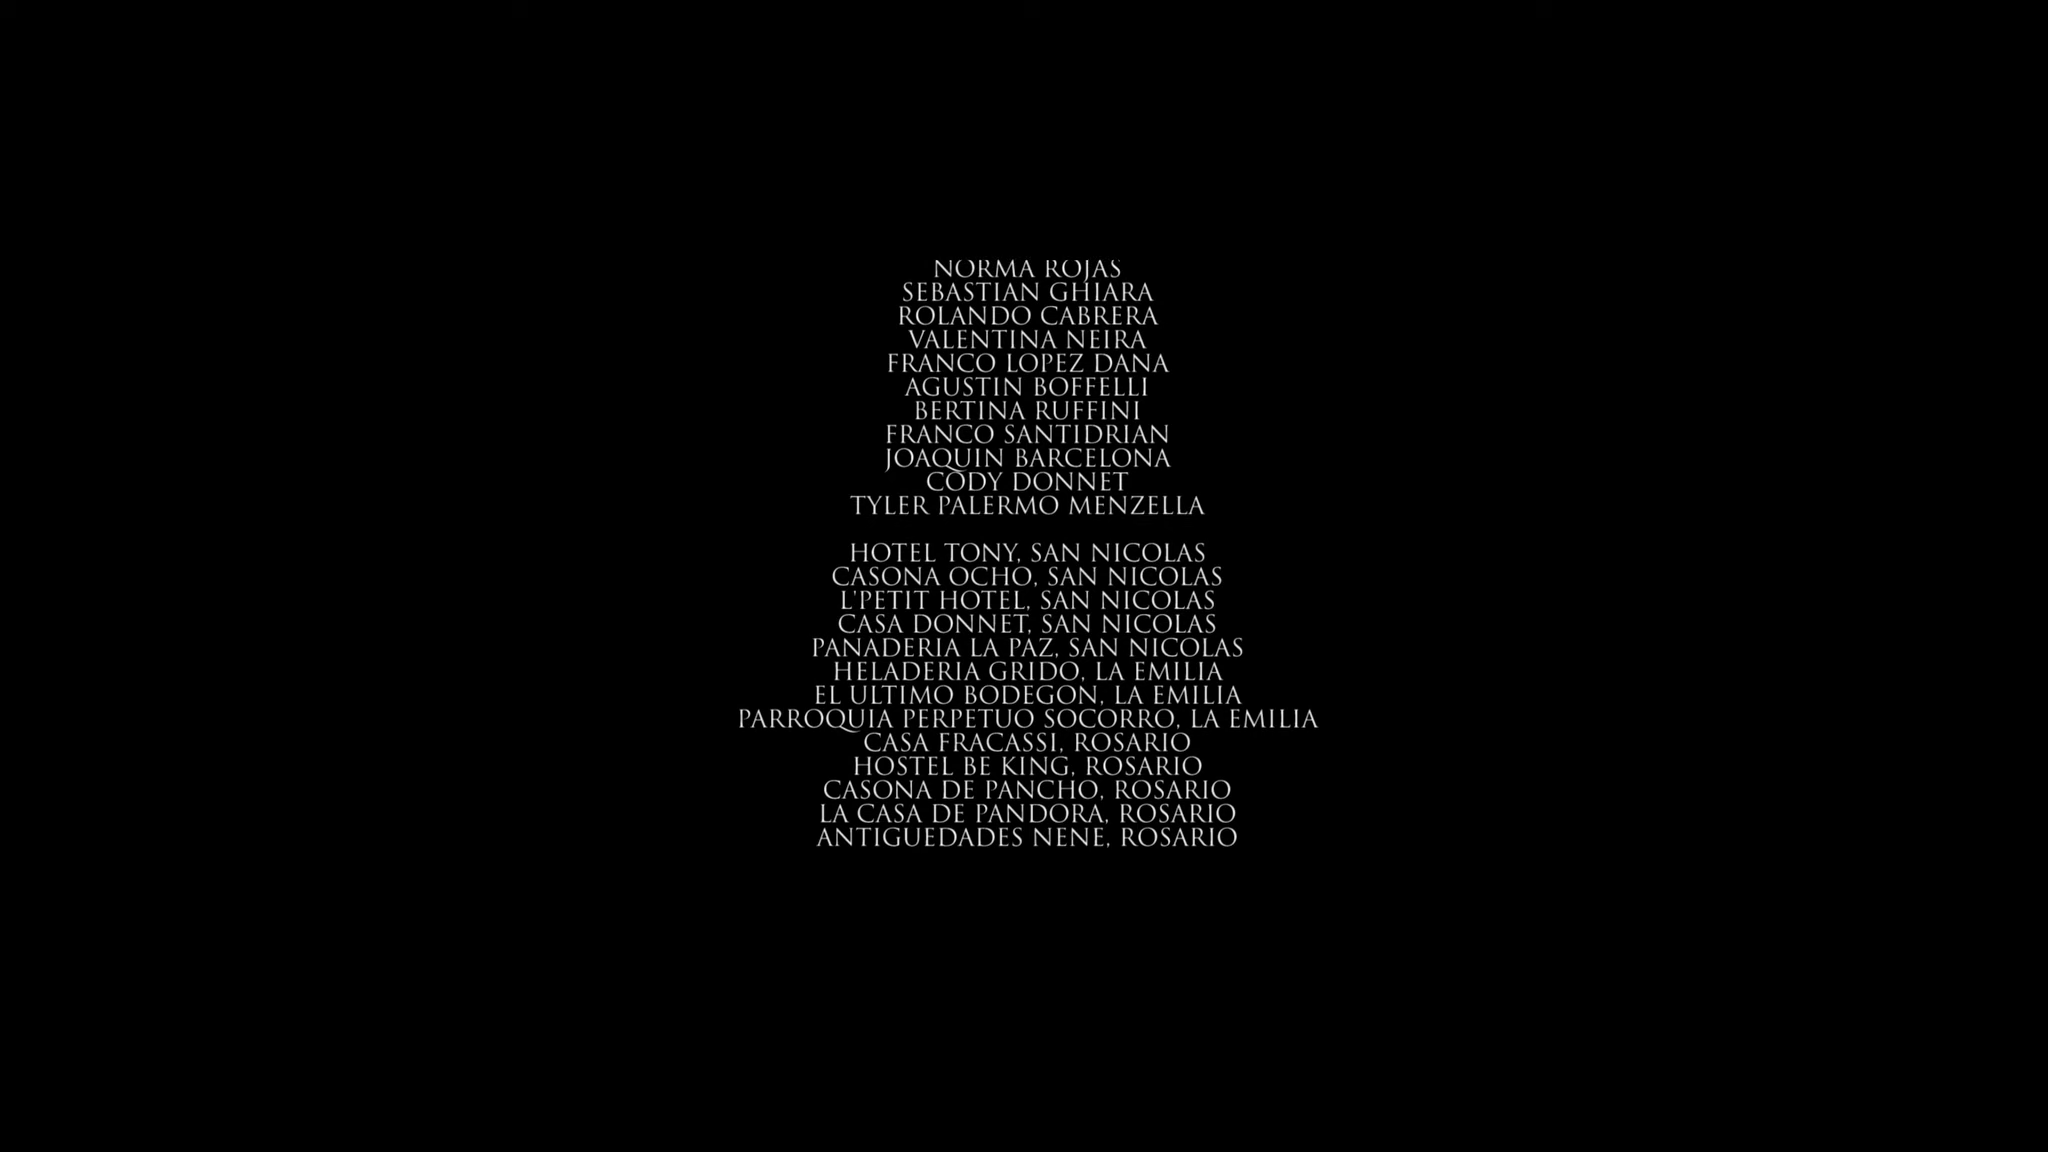 NORMA ROJAS
SEBASTIAN GHIARA
ROLANDO CABRERA
VALENTINA NEIRA
FRANCO LOPEZ DANA
AGUSTIN BOFFELLI
BERTINA RUFFINI
FRANCO SANTIDRIAN
JOAQUIN BARCELONA
CODY DONNET
TYLER PALERMO MENZELLA
HOTEL TONY, SAN NICOLAS
CASONA OCHO, SAN NICOLAS
L'PETIT HOTEL, SAN NICOLAS
CASA DONNET, SAN NICOLAS
PANADERIA LA PAZ, SAN NICOLAS
HELADERIA GRIDO, LA EMILIA
EL ULTIMO BODEGON, LA EMILIA
PARROQUIA PERPETUO SOCORRO, LA EMILIA
CASA FRACASSI, ROSARIO
HOSTEL BE KING, ROSARIO
CASONA DE PANCHO, ROSARIO
LA CASA DE PANDORA, ROSARIO
ANTIGUEDADES NENE, ROSARIO